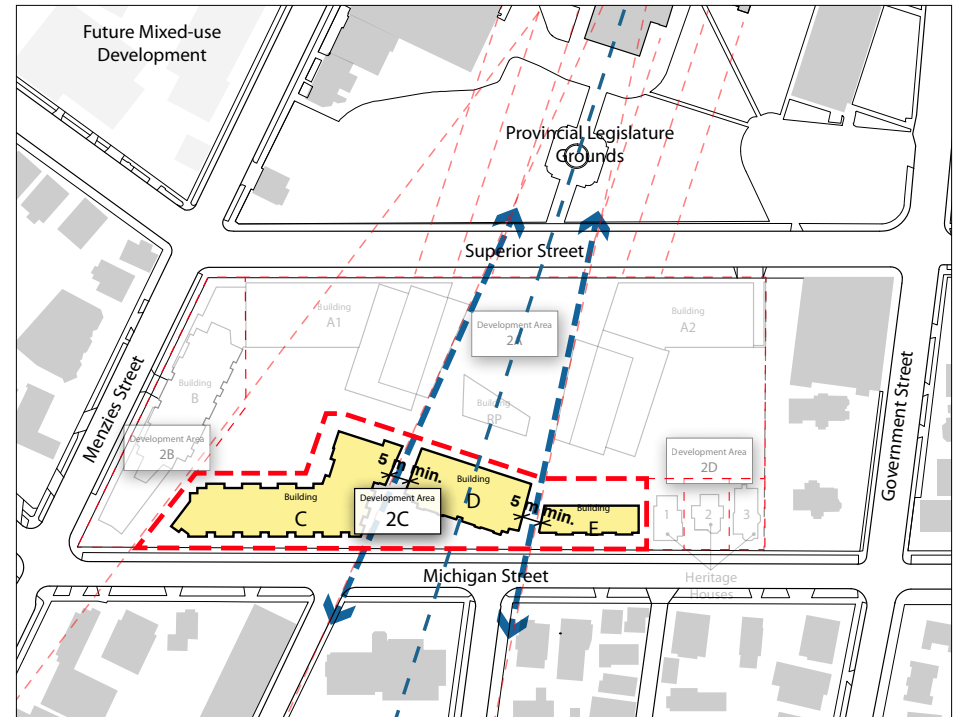 Future Mixed-use
Development
Provincial Legislature
Grounds
Superior Street
Building
A1
Building
A2
Development Area
2A
Menzies Street
Building
B
Building
RP
Government Street
Development Area
2B
Development Area
2D
5 m min.
Building
C
Development Area
2C
Building
D
5 m min.
Building
E
1
2
3
Michigan Street
Heritage
Houses